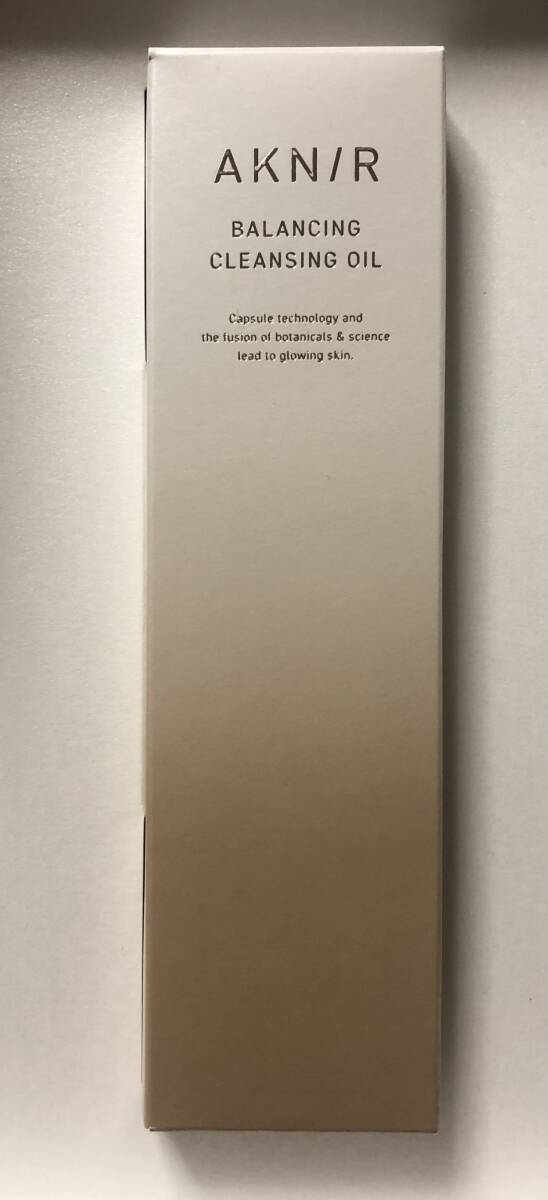 AKN/R
BALANCING
CLEANSING OIL
Capsule technology and
the fusion of botanicals & science
lead to glowing skin.